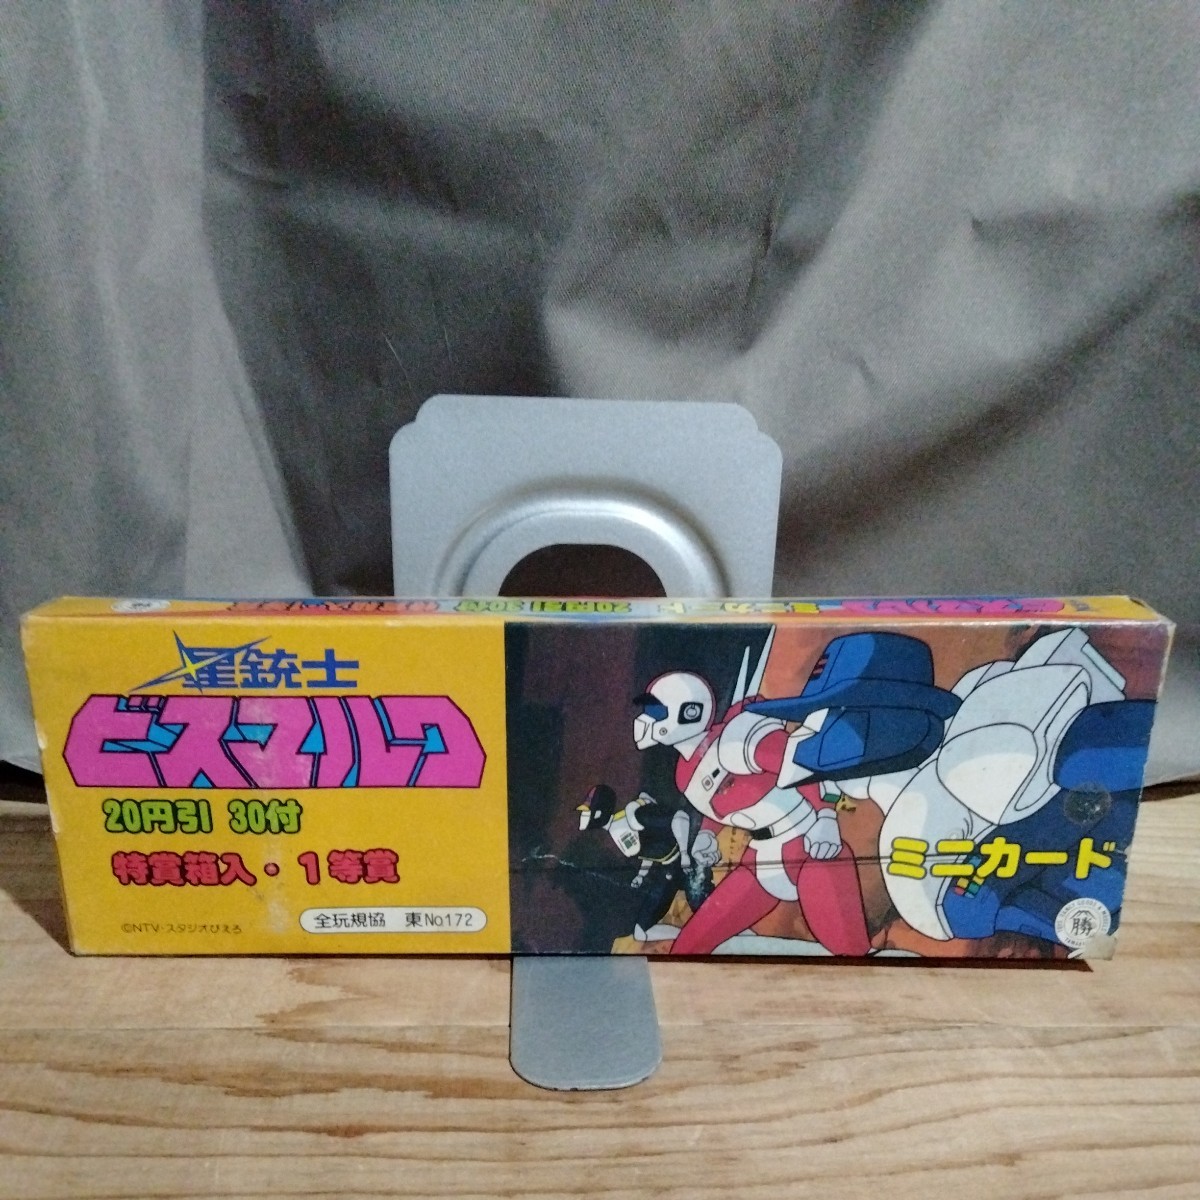 星銃士
ビスマルク
20円引 30付
特賞箱入・1等賞
©NTV・スタジオぴえろ
全玩規協 東No172
ミニカード
勝